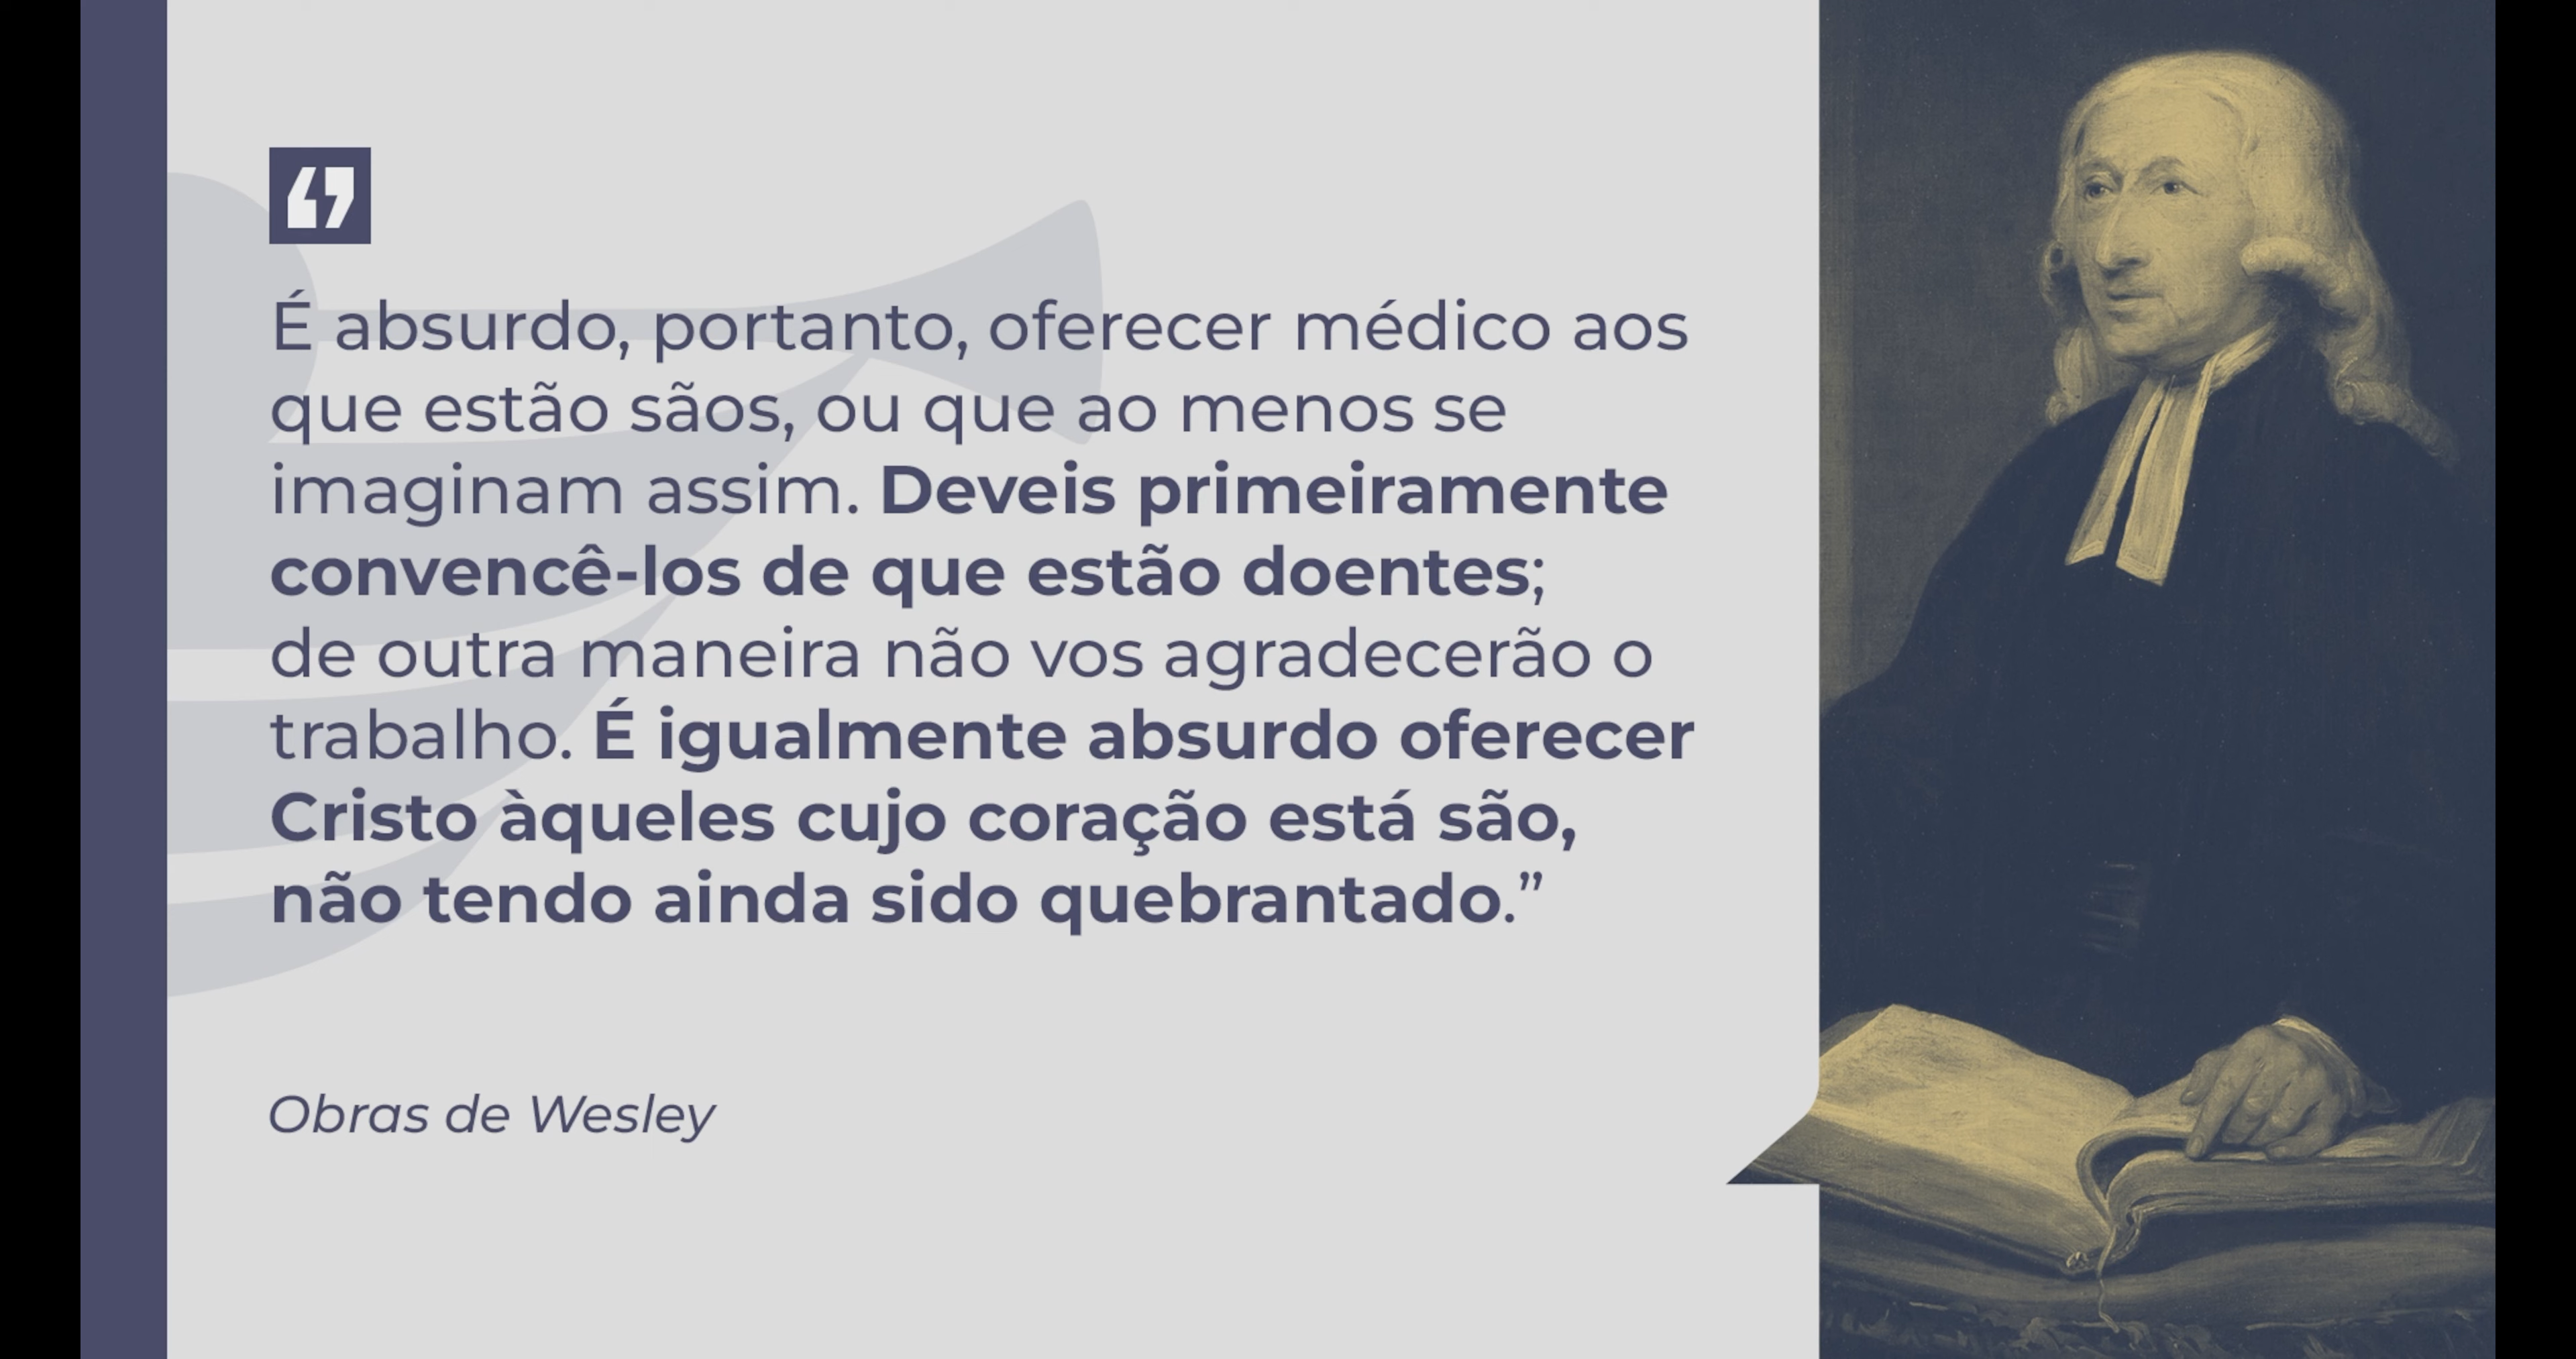 É absurdo, portanto, oferecer médico aos
que estão sãos, ou que ao menos se
imaginam assim. Deveis primeiramente
convencê-los de que estão doentes;
de outra maneira não vos agradecerão o
trabalho. É igualmente absurdo oferecer
Cristo àqueles cujo coração está são,
não tendo ainda sido quebrantado.”
Obras de Wesley